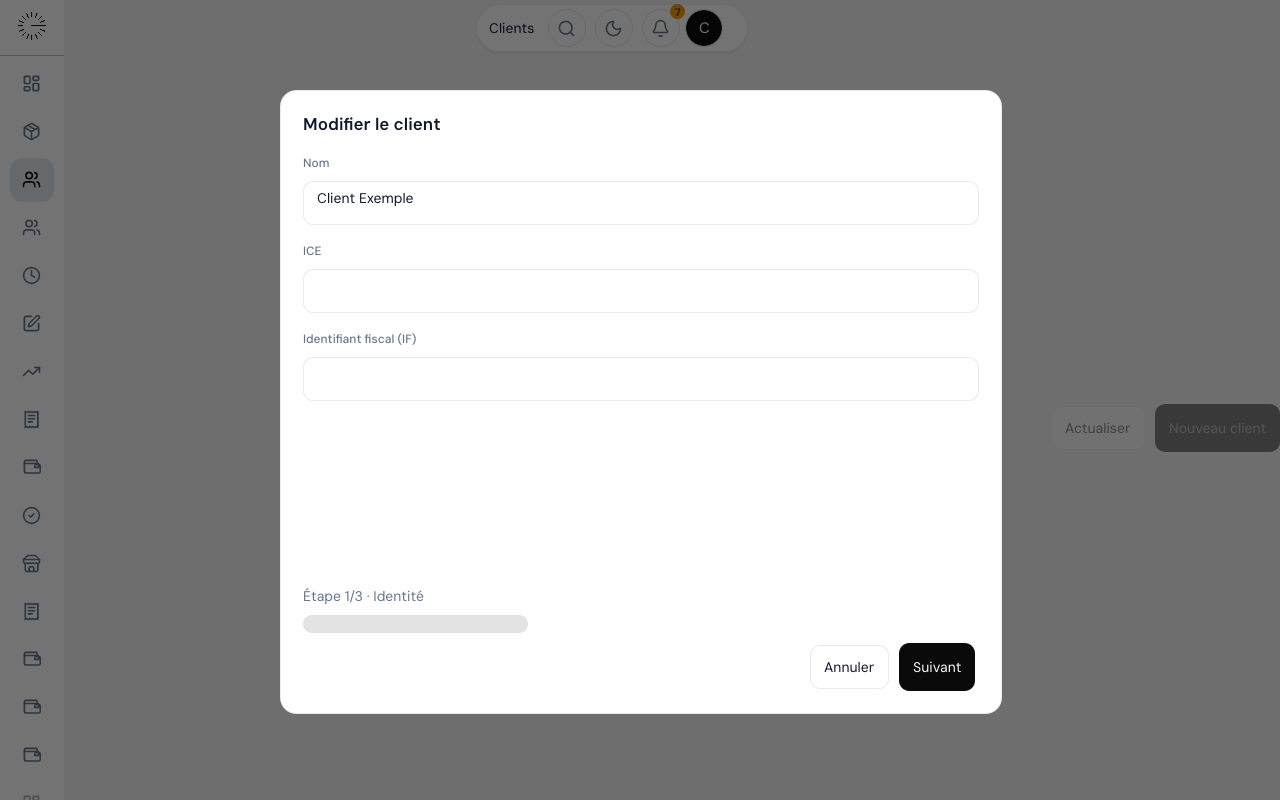 Clients
7
C
Modifier le client
Nom
Client Exemple
ICE
Identifiant fiscal (IF)
Actualiser
Nouveau client
Étape 1/3 · Identité
Annuler
Suivant